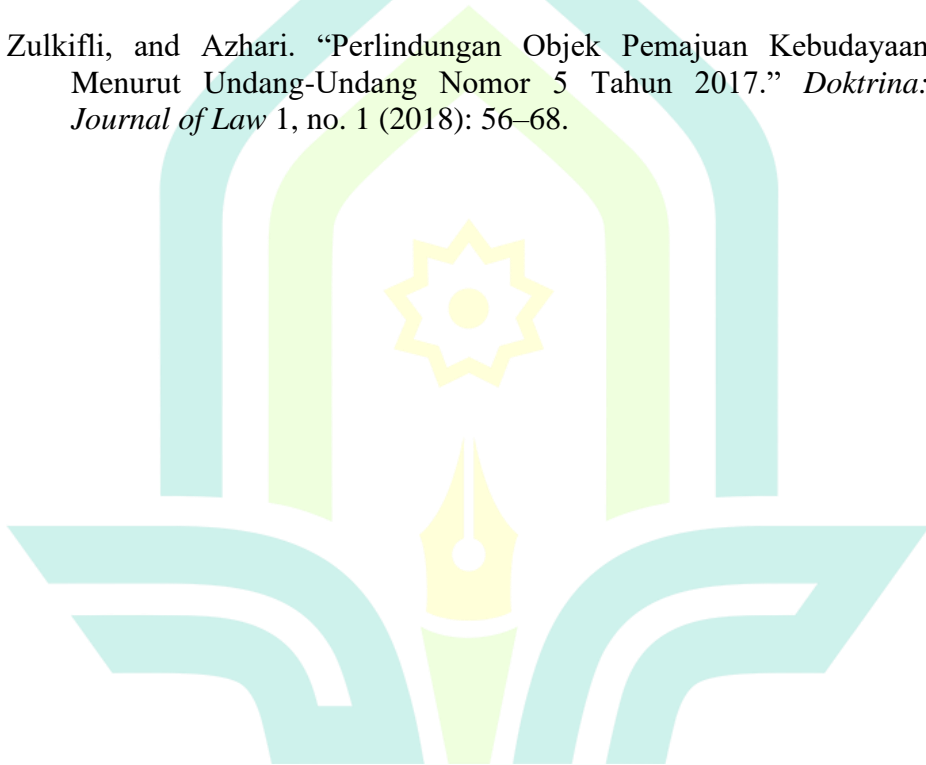 Zulkifli, and Azhari. “Perlindungan Objek Pemajuan Kebudayaan
Menurut Undang-Undang Nomor 5 Tahun 2017.” Doktrina:
Journal of Law 1, no. 1 (2018): 56–68.